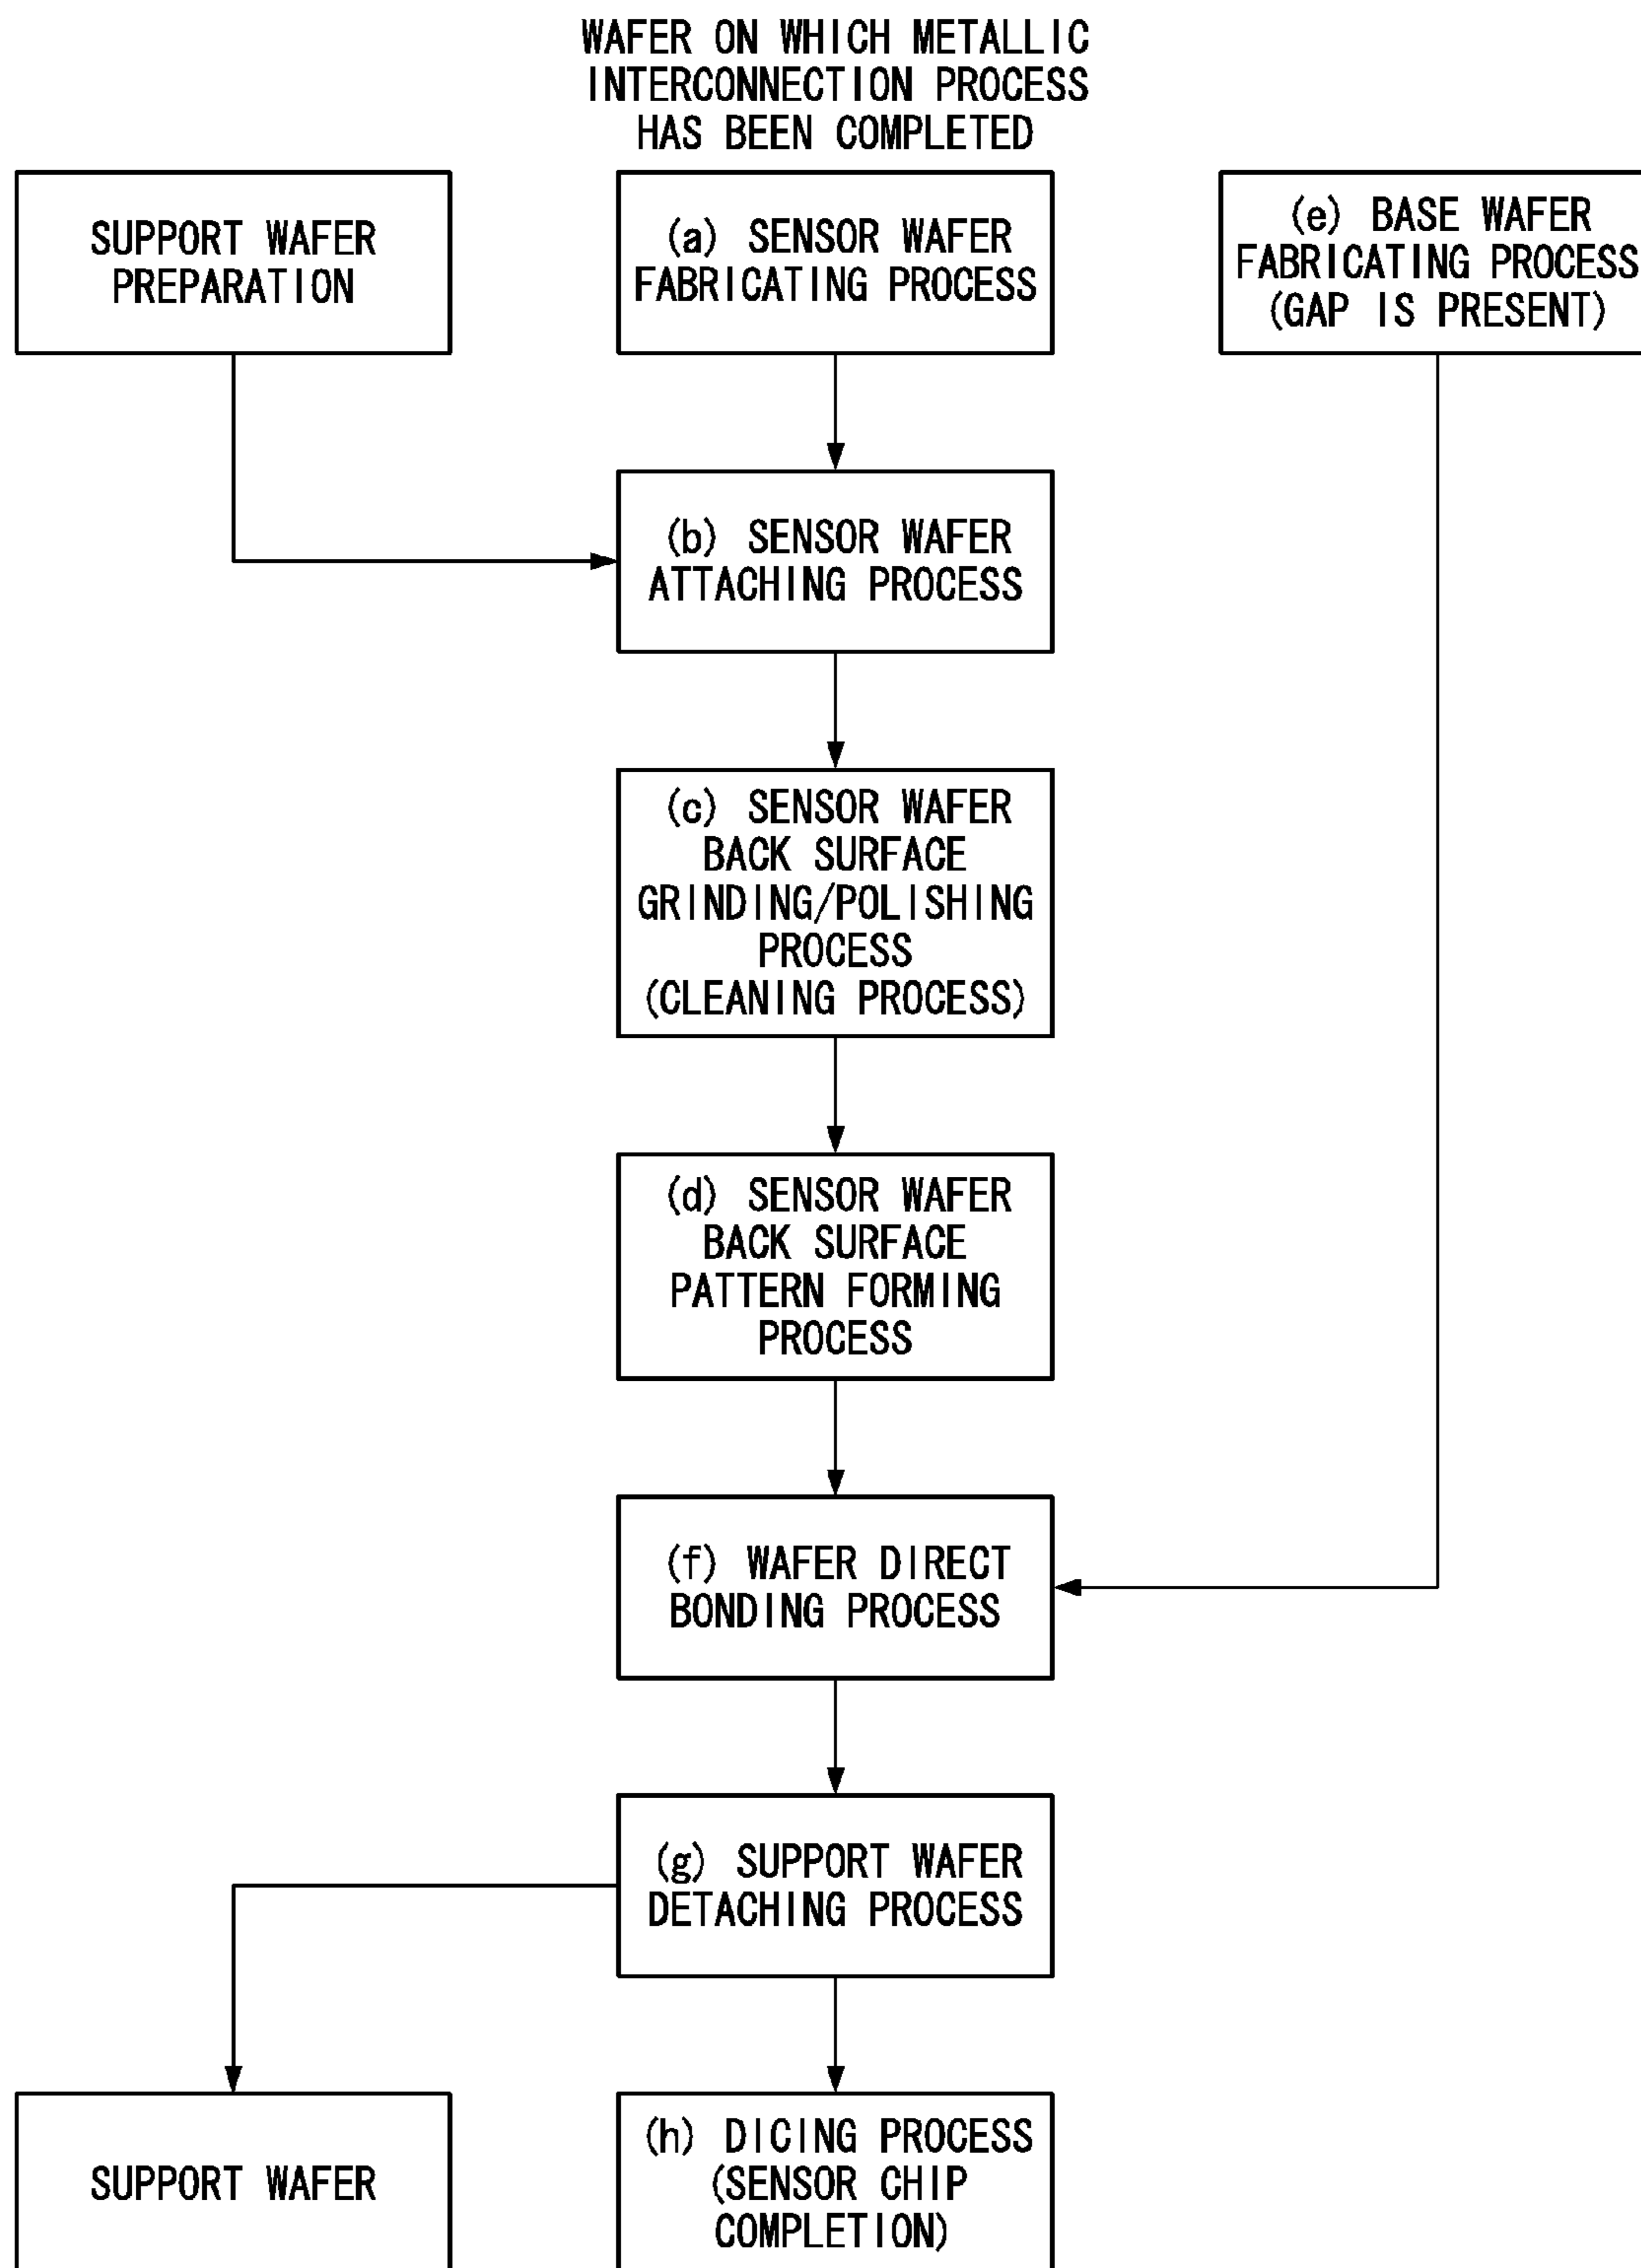 WAFER ON WHICH METALLIC
INTERCONNECTION PROCESS
HAS BEEN COMPLETED
SUPPORT WAFER
PREPARATION
(a) SENSOR WAFER
FABRICATING PROCESS
(e) BASE WAFER
FABRICATING PROCESS
(GAP IS PRESENT)
(b) SENSOR WAFER
ATTACHING PROCESS
(c) SENSOR WAFER
BACK SURFACE
GRINDING/POLISHING
PROCESS
(CLEANING PROCESS)
(d) SENSOR WAFER
BACK SURFACE
PATTERN FORMING
PROCESS
(f) WAFER DIRECT
BONDING PROCESS
(g) SUPPORT WAFER
DETACHING PROCESS
SUPPORT WAFER
(h) DICING PROCESS
(SENSOR CHIP
COMPLETION)